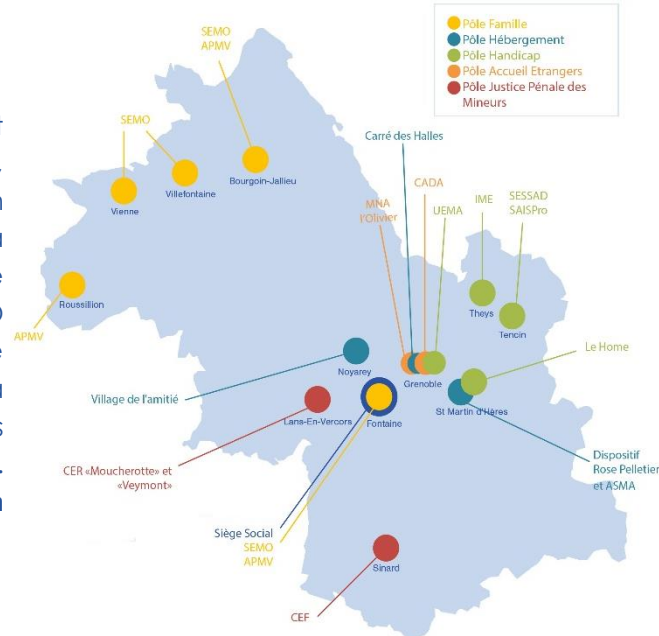 Pôle Famille
Pôle Hébergement
Pôle Handicap
Pôle Accueil Etrangers
Pôle Justice Pénale des
Mineurs
SEMO
APMV
SEMO
Carré des Halles
Bourgoin-Jallieu
Villefontaine
Vienne
MNA
l'Olivier
CADA
UEMA
IME
SESSAD
SAISPro
Roussillion
APMV
Theys
Tencin
Noyarey
Grenoble
Le Home
Village de l'amitié
Lans-En-Vercors
Fontaine
St Martin d'Hères
CER «Moucherotte» et
«Veymont»
Dispositif
Rose Pelletier
et ASMA
Siège Social
SEMO
APMV
Sinard
CEF